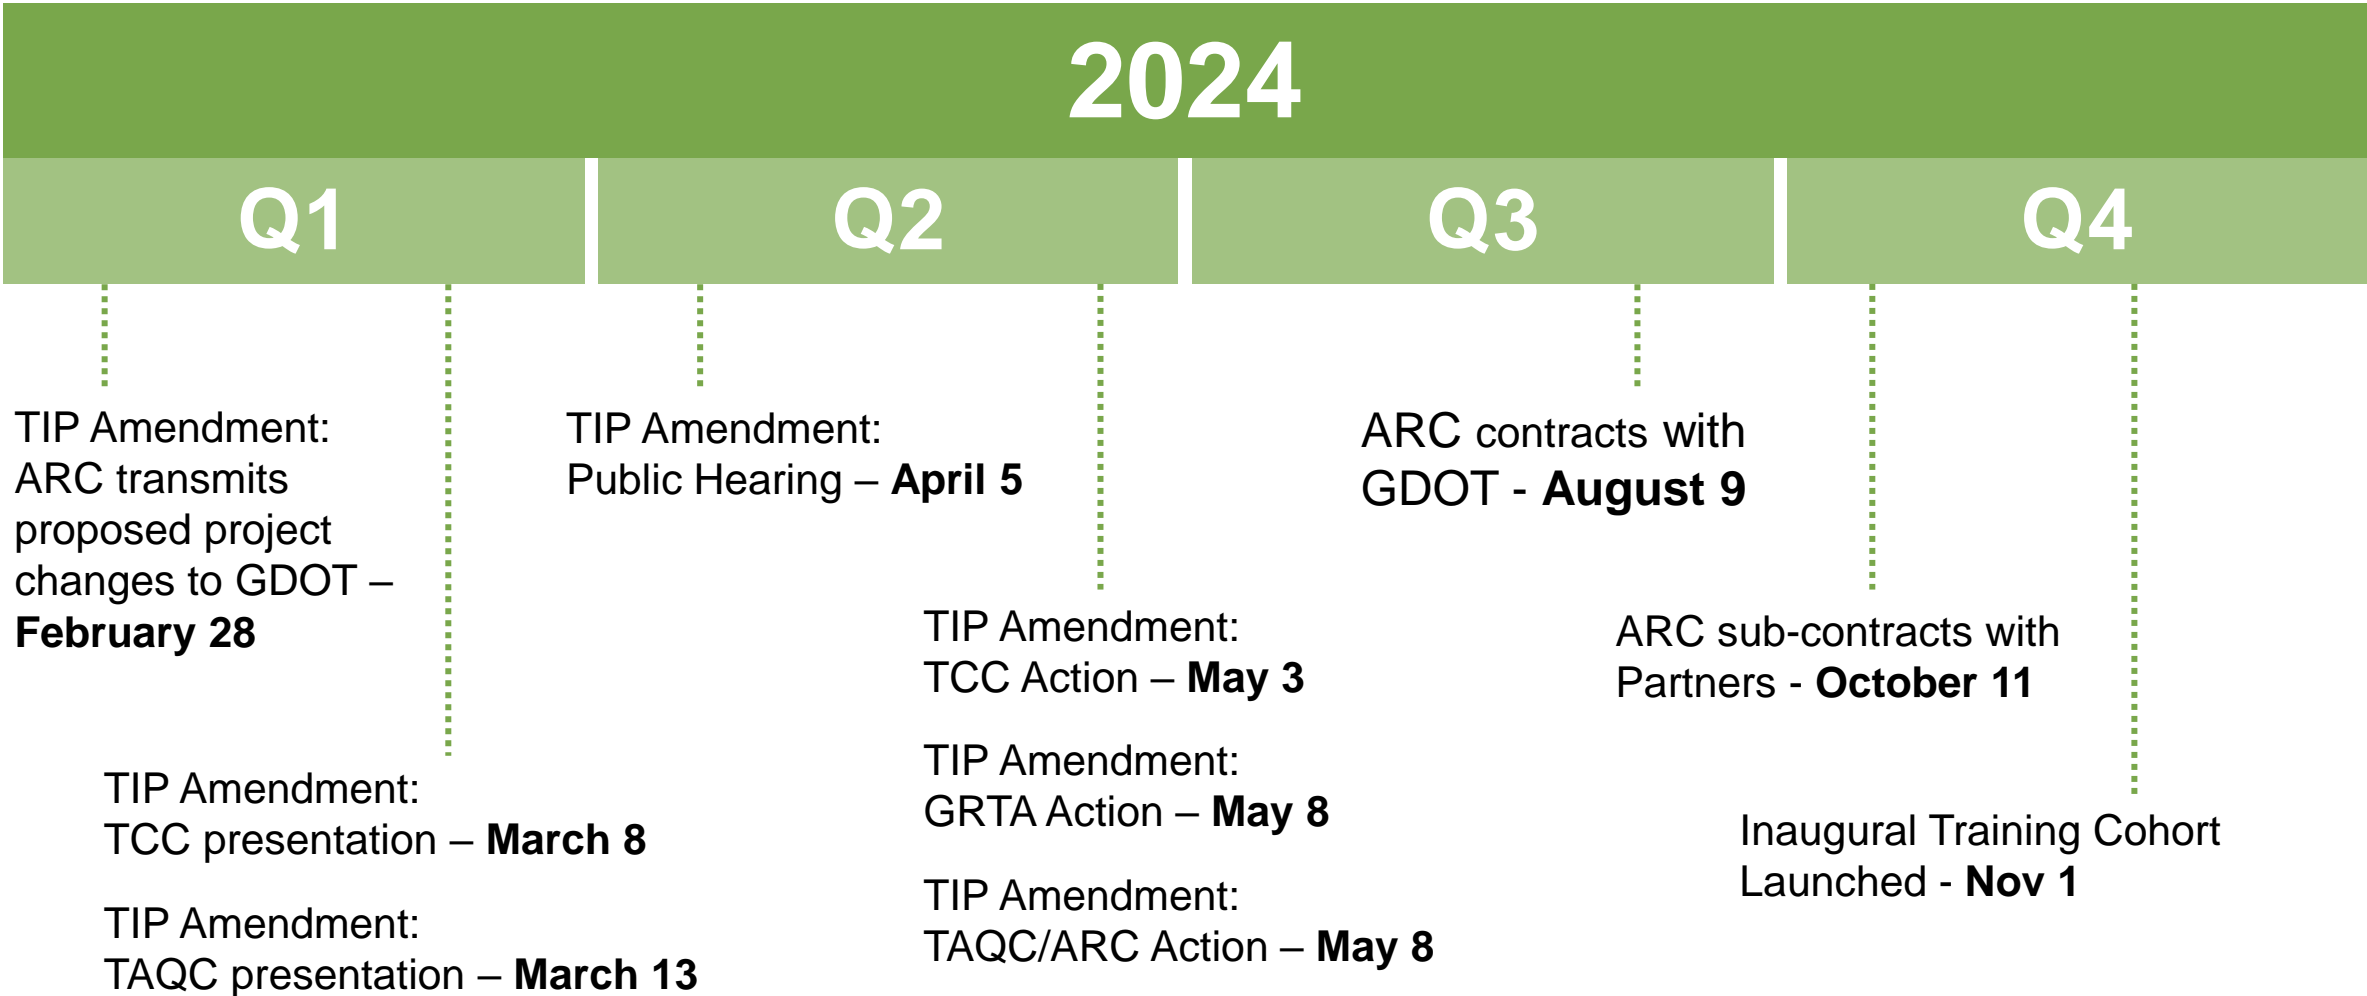 2024
Q1
Q2
Q3
Q4
TIP Amendment:
ARC transmits
proposed project
changes to GDOT –
February 28
TIP Amendment:
TCC presentation – March 8
TIP Amendment:
TAQC presentation – March 13
TIP Amendment:
Public Hearing – April 5
TIP Amendment:
TCC Action – May 3
TIP Amendment:
GRTA Action – May 8
TIP Amendment:
TAQC/ARC Action – May 8
ARC contracts with
GDOT - August 9
ARC sub-contracts with
Partners - October 11
Inaugural Training Cohort
Launched - Nov 1